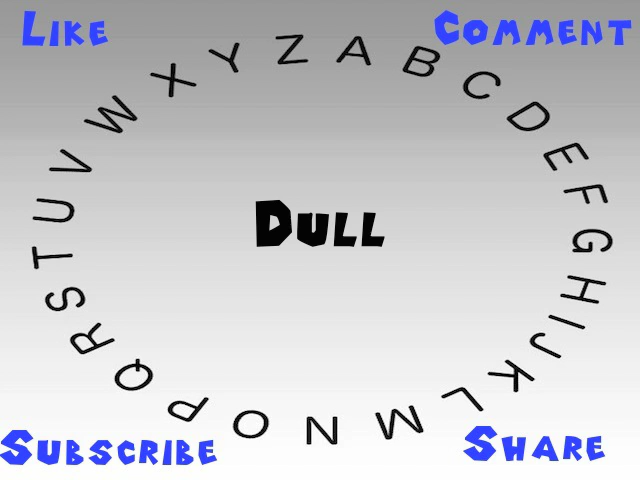 Like
Comment
A B C D E F G H I J K L M N O P Q R S T U V W X Y Z
Dull
Subscribe
Share